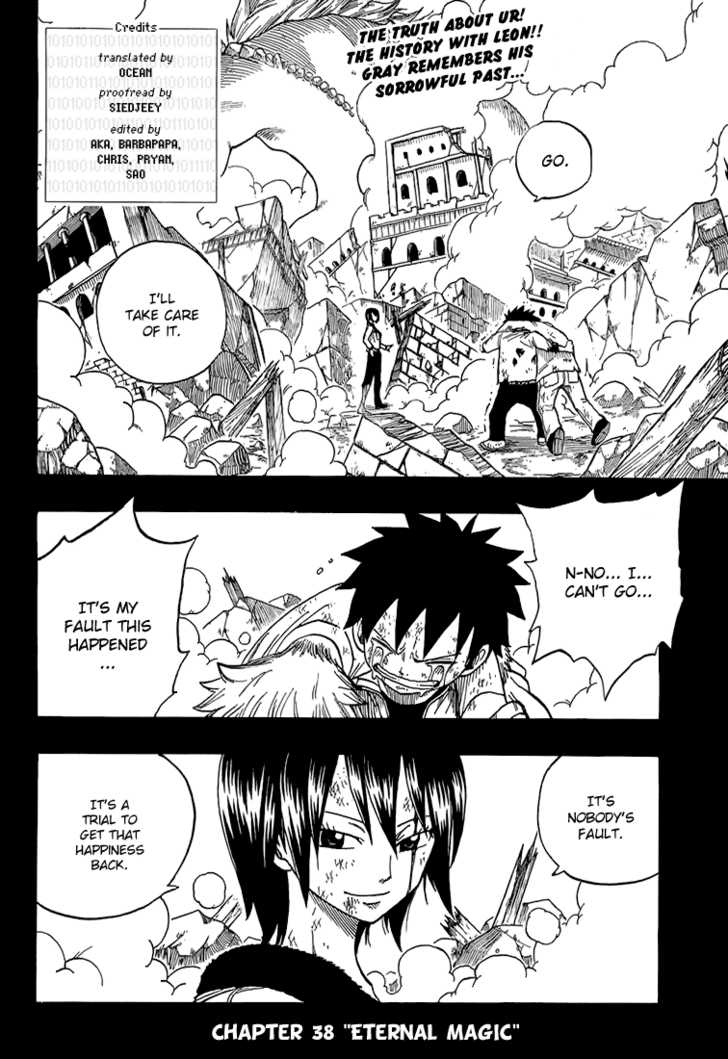 Credits
translated by
OCEAN
proofread by
SIEDJEEY
edited by
AKA, BARBAPAPA,
CHRIS, PRYAN,
SAO
THE TRUTH ABOUT UR!
THE HISTORY WITH LEON!!
GRAY REMEMBERS HIS
SORROWFUL PAST...
GO.
I'LL
TAKE CARE
OF IT.
N-NO... I...
CAN'T GO...
IT'S MY
FAULT THIS
HAPPENED
...
IT'S
NOBODY'S
FAULT.
IT'S A
TRIAL TO
GET THAT
HAPPINESS
BACK.
CHAPTER 38 "ETERNAL MAGIC"